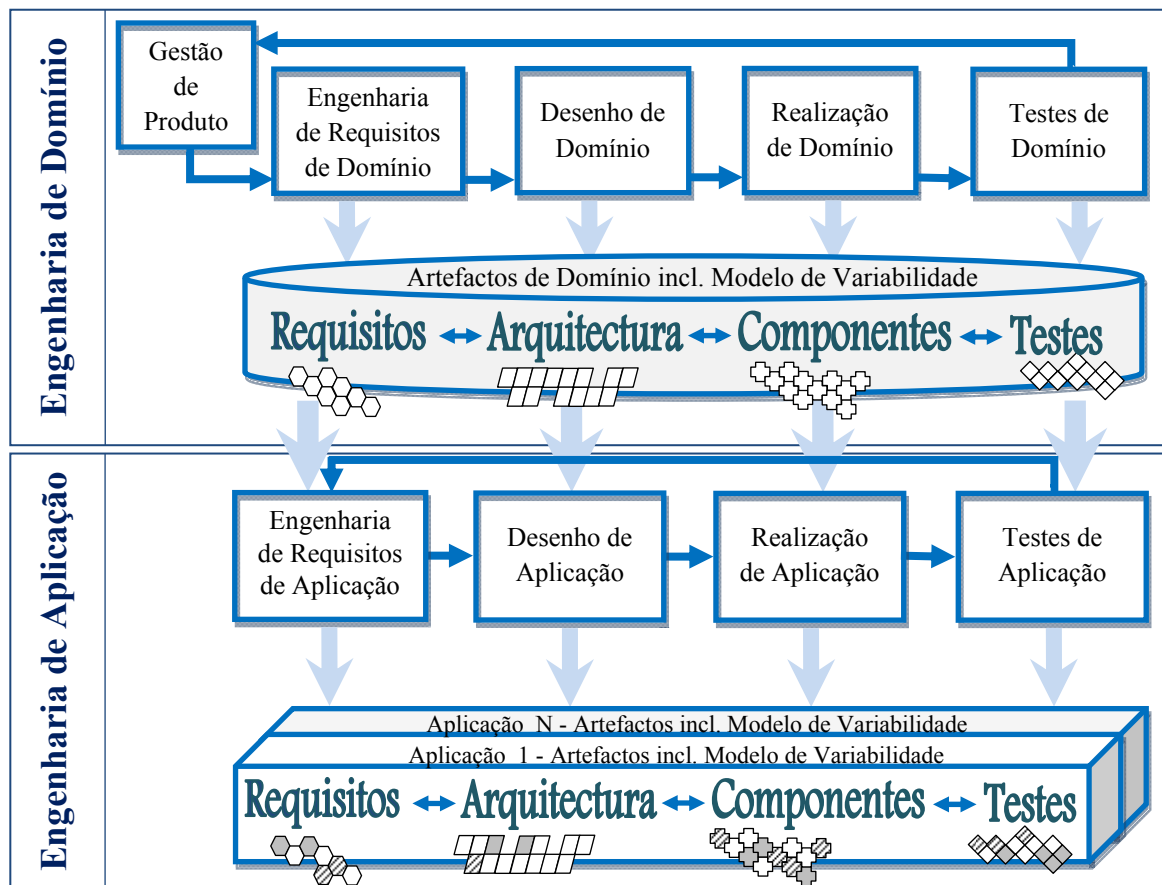 Engenharia de Domínio
Gestão
de
Produto
Engenharia
de Requisitos
de Domínio
Desenho de
Domínio
Realização
de Domínio
Testes de
Domínio
Artefactos de Domínio incl. Modelo de Variabilidade
Requisitos
Arquitectura
Componentes
Testes
Engenharia de Aplicação
Engenharia
de Requisitos
de Aplicação
Desenho de
Aplicação
Realização
de Aplicação
Testes de
Aplicação
Aplicação N - Artefactos incl. Modelo de Variabilidade
Aplicação 1 - Artefactos incl. Modelo de Variabilidade
Requisitos
Arquitectura
Componentes
Testes